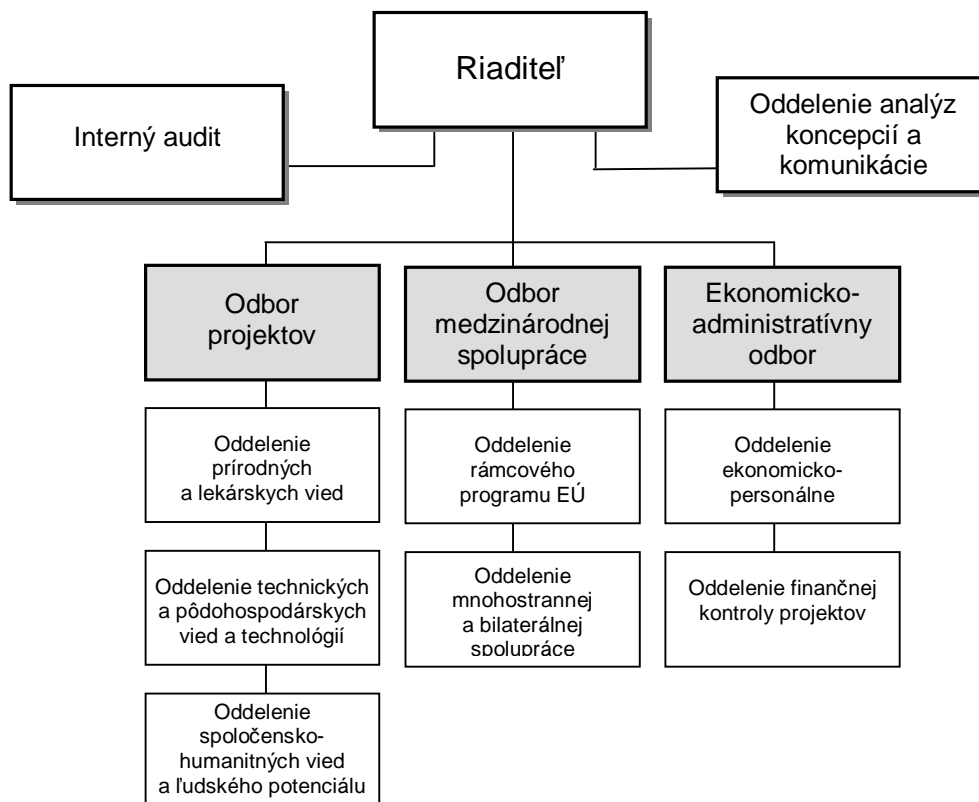 Riaditeľ
Interný audit
Oddelenie analýz
koncepcií a
komunikácie
Odbor
projektov
Odbor
medzinárodnej
spolupráce
Ekonomicko-
administratívny
odbor
Oddelenie
prírodných
a lekárskych vied
Oddelenie
rámcového
programu EÚ
Oddelenie
ekonomicko-
personálne
Oddelenie technických
a pôdohospodárskych
vied a technológií
Oddelenie
mnohostrannej
a bilaterálnej
spolupráce
Oddelenie finančnej
kontroly projektov
Oddelenie
spoločensko-
humanitných vied
a ľudského potenciálu